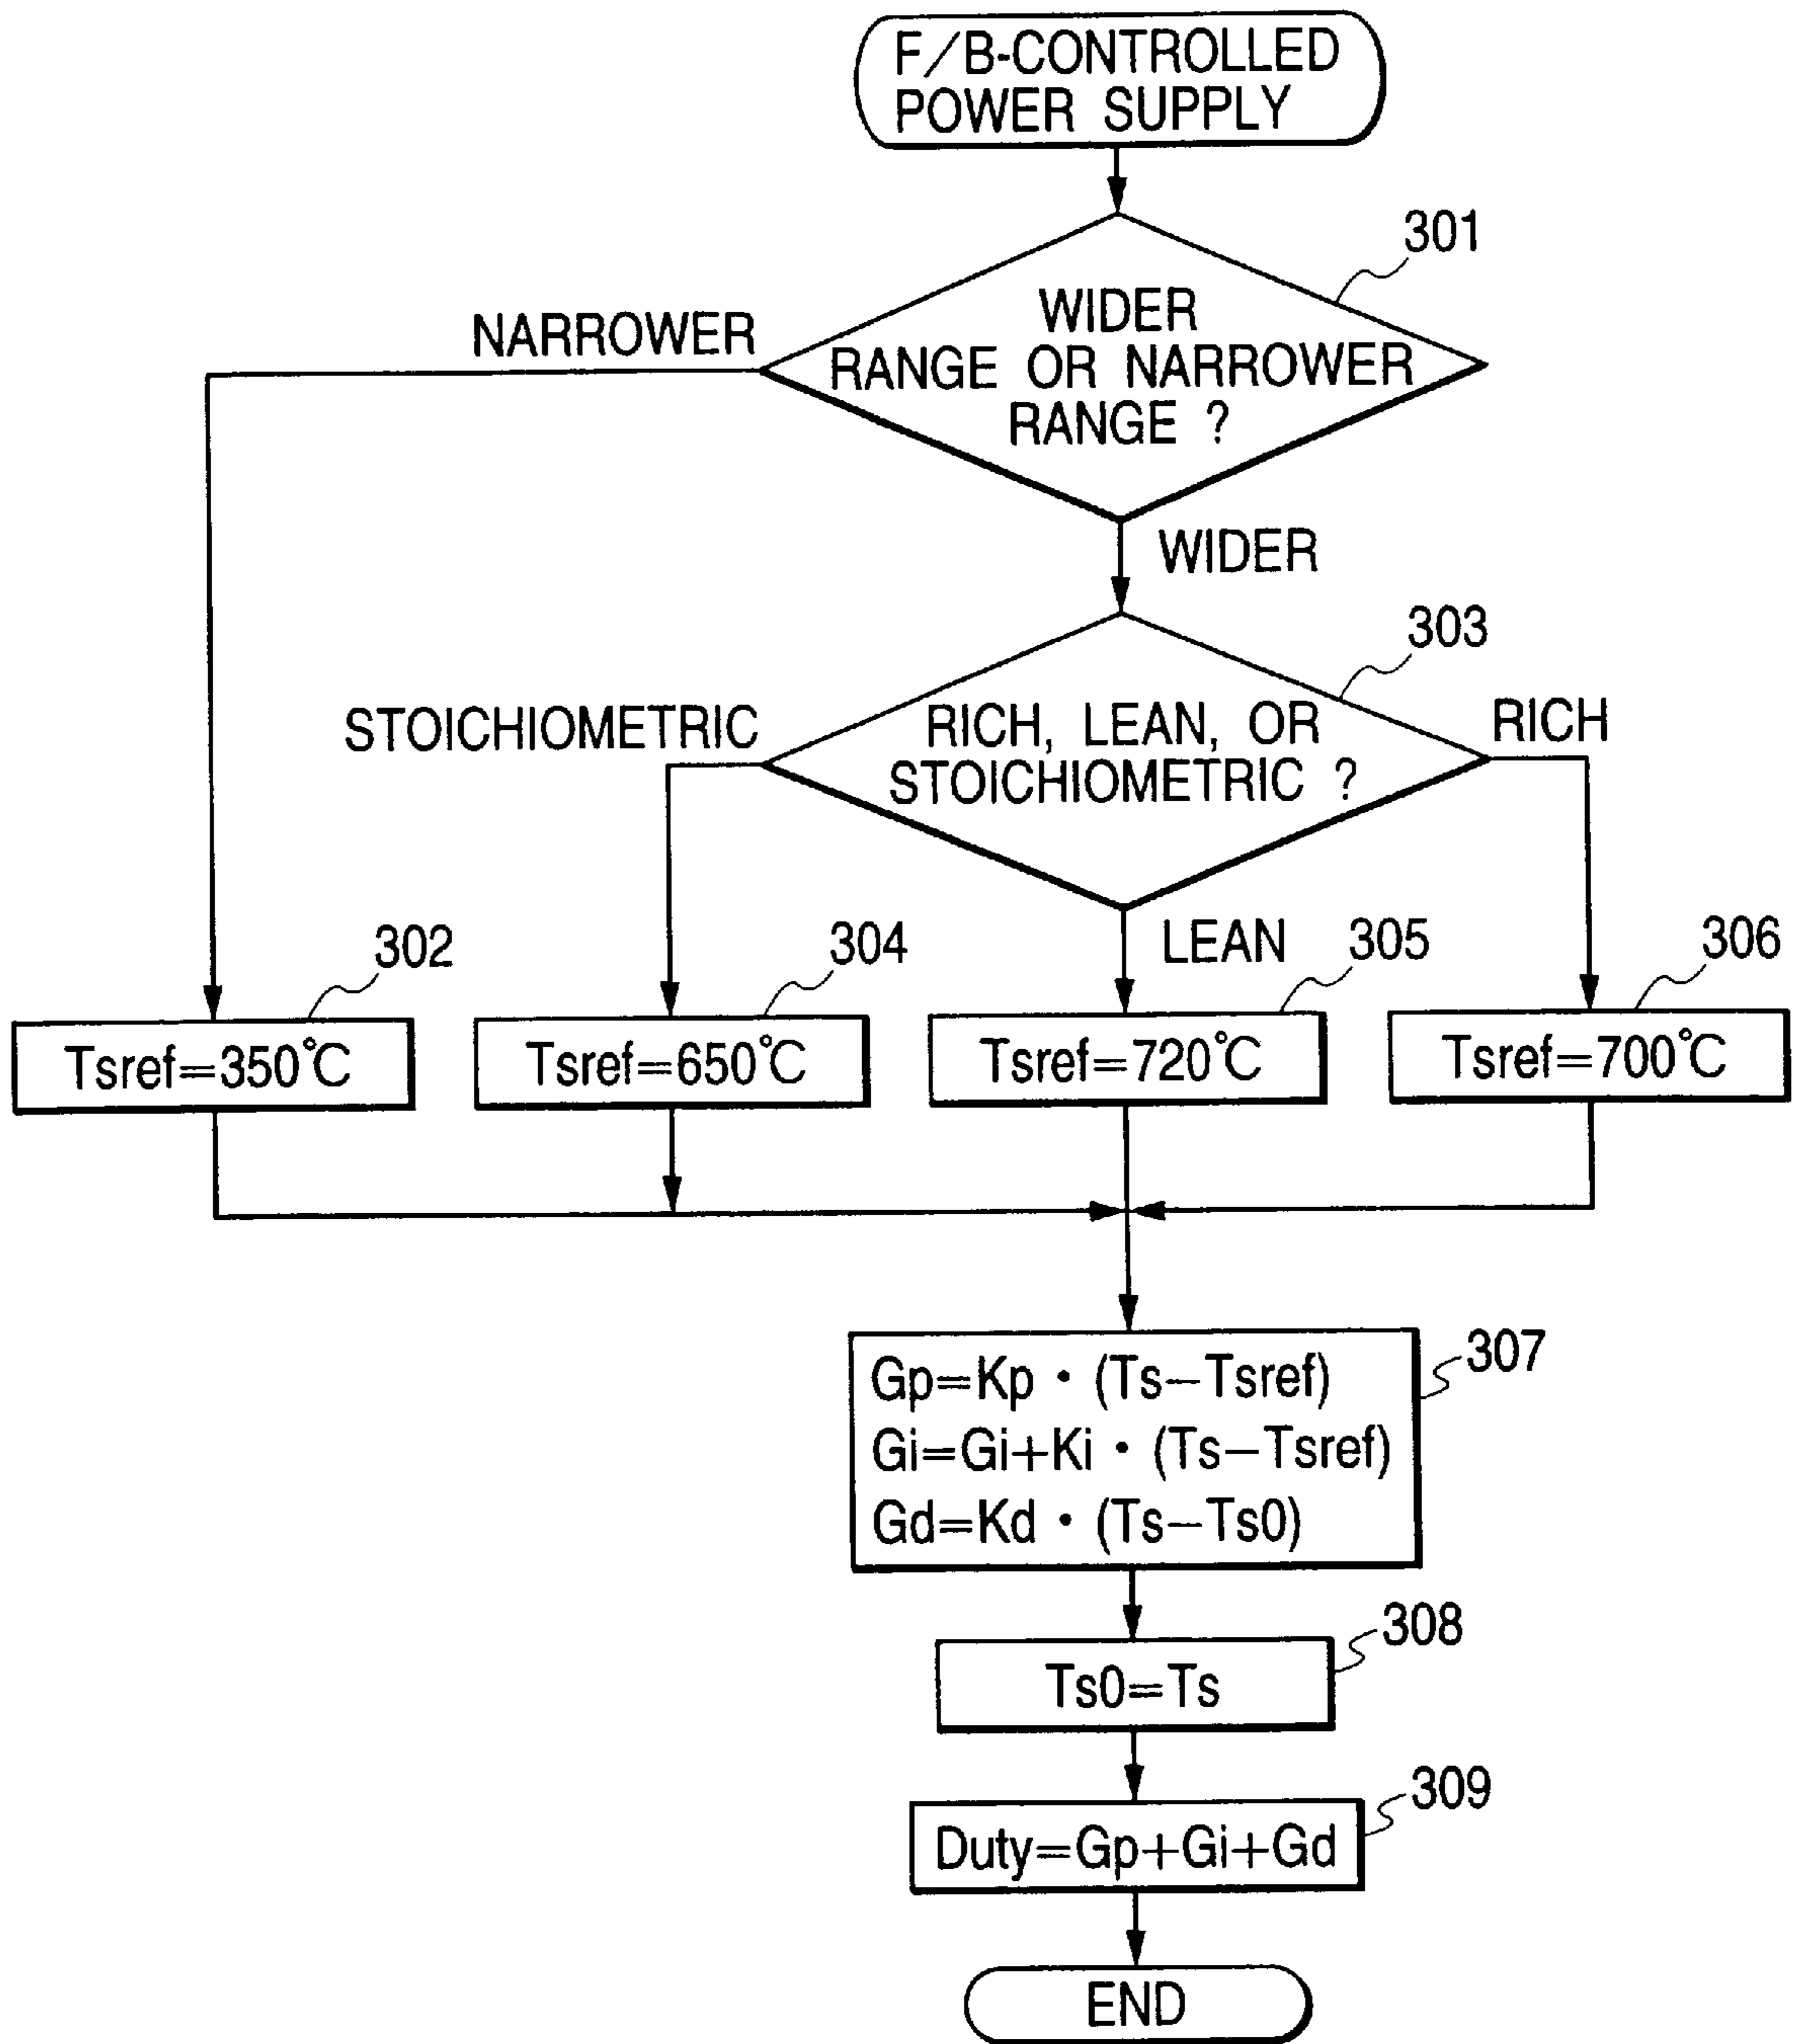 F/B-CONTROLLED
POWER SUPPLY
301
WIDER
RANGE OR NARROWER
RANGE ?
NARROWER
WIDER
303
RICH, LEAN, OR
STOICHIOMETRIC ?
STOICHIOMETRIC
RICH
LEAN
302
304
305
306
Tsref=350℃
Tsref=650℃
Tsref=720℃
Tsref=700℃
307
Gp=Kp・(Ts−Tsref)
Gi=Gi+Ki・(Ts−Tsref)
Gd=Kd・(Ts−Ts0)
308
Ts0=Ts
309
Duty=Gp+Gi+Gd
END